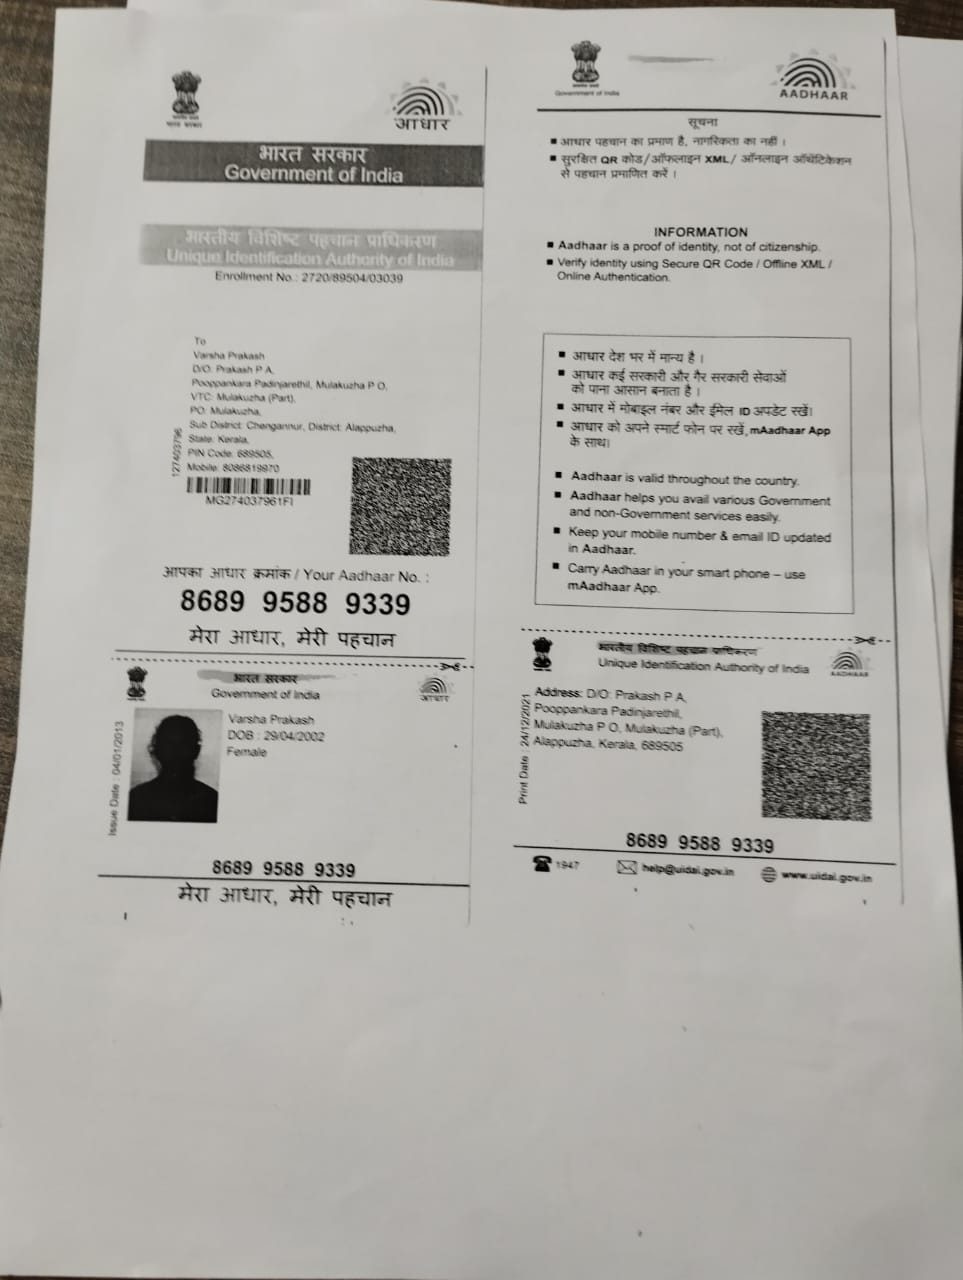 भारत सरकार
आधार
भारत सरकार
Government of India
भारतीय विशिष्ट पहचान प्राधिकरण
Unique Identification Authority of India
Enrollment No.: 2720/89504/03039
To
Varsha Prakash
D/O: Prakash P A,
Pooppankara Padinjarethil, Mulakuzha P O,
VTC: Mulakuzha (Part),
PO: Mulakuzha,
Sub District: Chengannur, District: Alappuzha,
State: Kerala,
PIN Code: 689505,
Mobile: 8086819970
127403796
MG274037961FI
आपका आधार क्रमांक / Your Aadhaar No. :
8689 9588 9339
मेरा आधार, मेरी पहचान
भारत सरकार
Government of India
आधार
Issue Date : 04/01/2013
Varsha Prakash
DOB : 29/04/2002
Female
8689 9588 9339
मेरा आधार, मेरी पहचान
Government of India
AADHAAR
सूचना
■ आधार पहचान का प्रमाण है, नागरिकता का नहीं ।
■ सुरक्षित QR कोड/ऑफलाइन XML/ ऑनलाइन ऑथेंटिकेशन
से पहचान प्रमाणित करें ।
INFORMATION
■ Aadhaar is a proof of identity, not of citizenship.
■ Verify identity using Secure QR Code / Offline XML /
Online Authentication.
■ आधार देश भर में मान्य है ।
■ आधार कई सरकारी और गैर सरकारी सेवाओं
को पाना आसान बनाता है ।
■ आधार में मोबाइल नंबर और ईमेल ID अपडेट रखें।
■ आधार को अपने स्मार्ट फोन पर रखें, mAadhaar App
के साथ।
■ Aadhaar is valid throughout the country.
■ Aadhaar helps you avail various Government
and non-Government services easily.
■ Keep your mobile number & email ID updated
in Aadhaar.
■ Carry Aadhaar in your smart phone – use
mAadhaar App.
भारतीय विशिष्ट पहचान प्राधिकरण
Unique Identification Authority of India
AADHAAR
Print Date : 24/12/2021
Address: D/O: Prakash P A,
Pooppankara Padinjarethil,
Mulakuzha P O, Mulakuzha (Part),
Alappuzha, Kerala, 689505
8689 9588 9339
1947
help@uidai.gov.in
www.uidai.gov.in